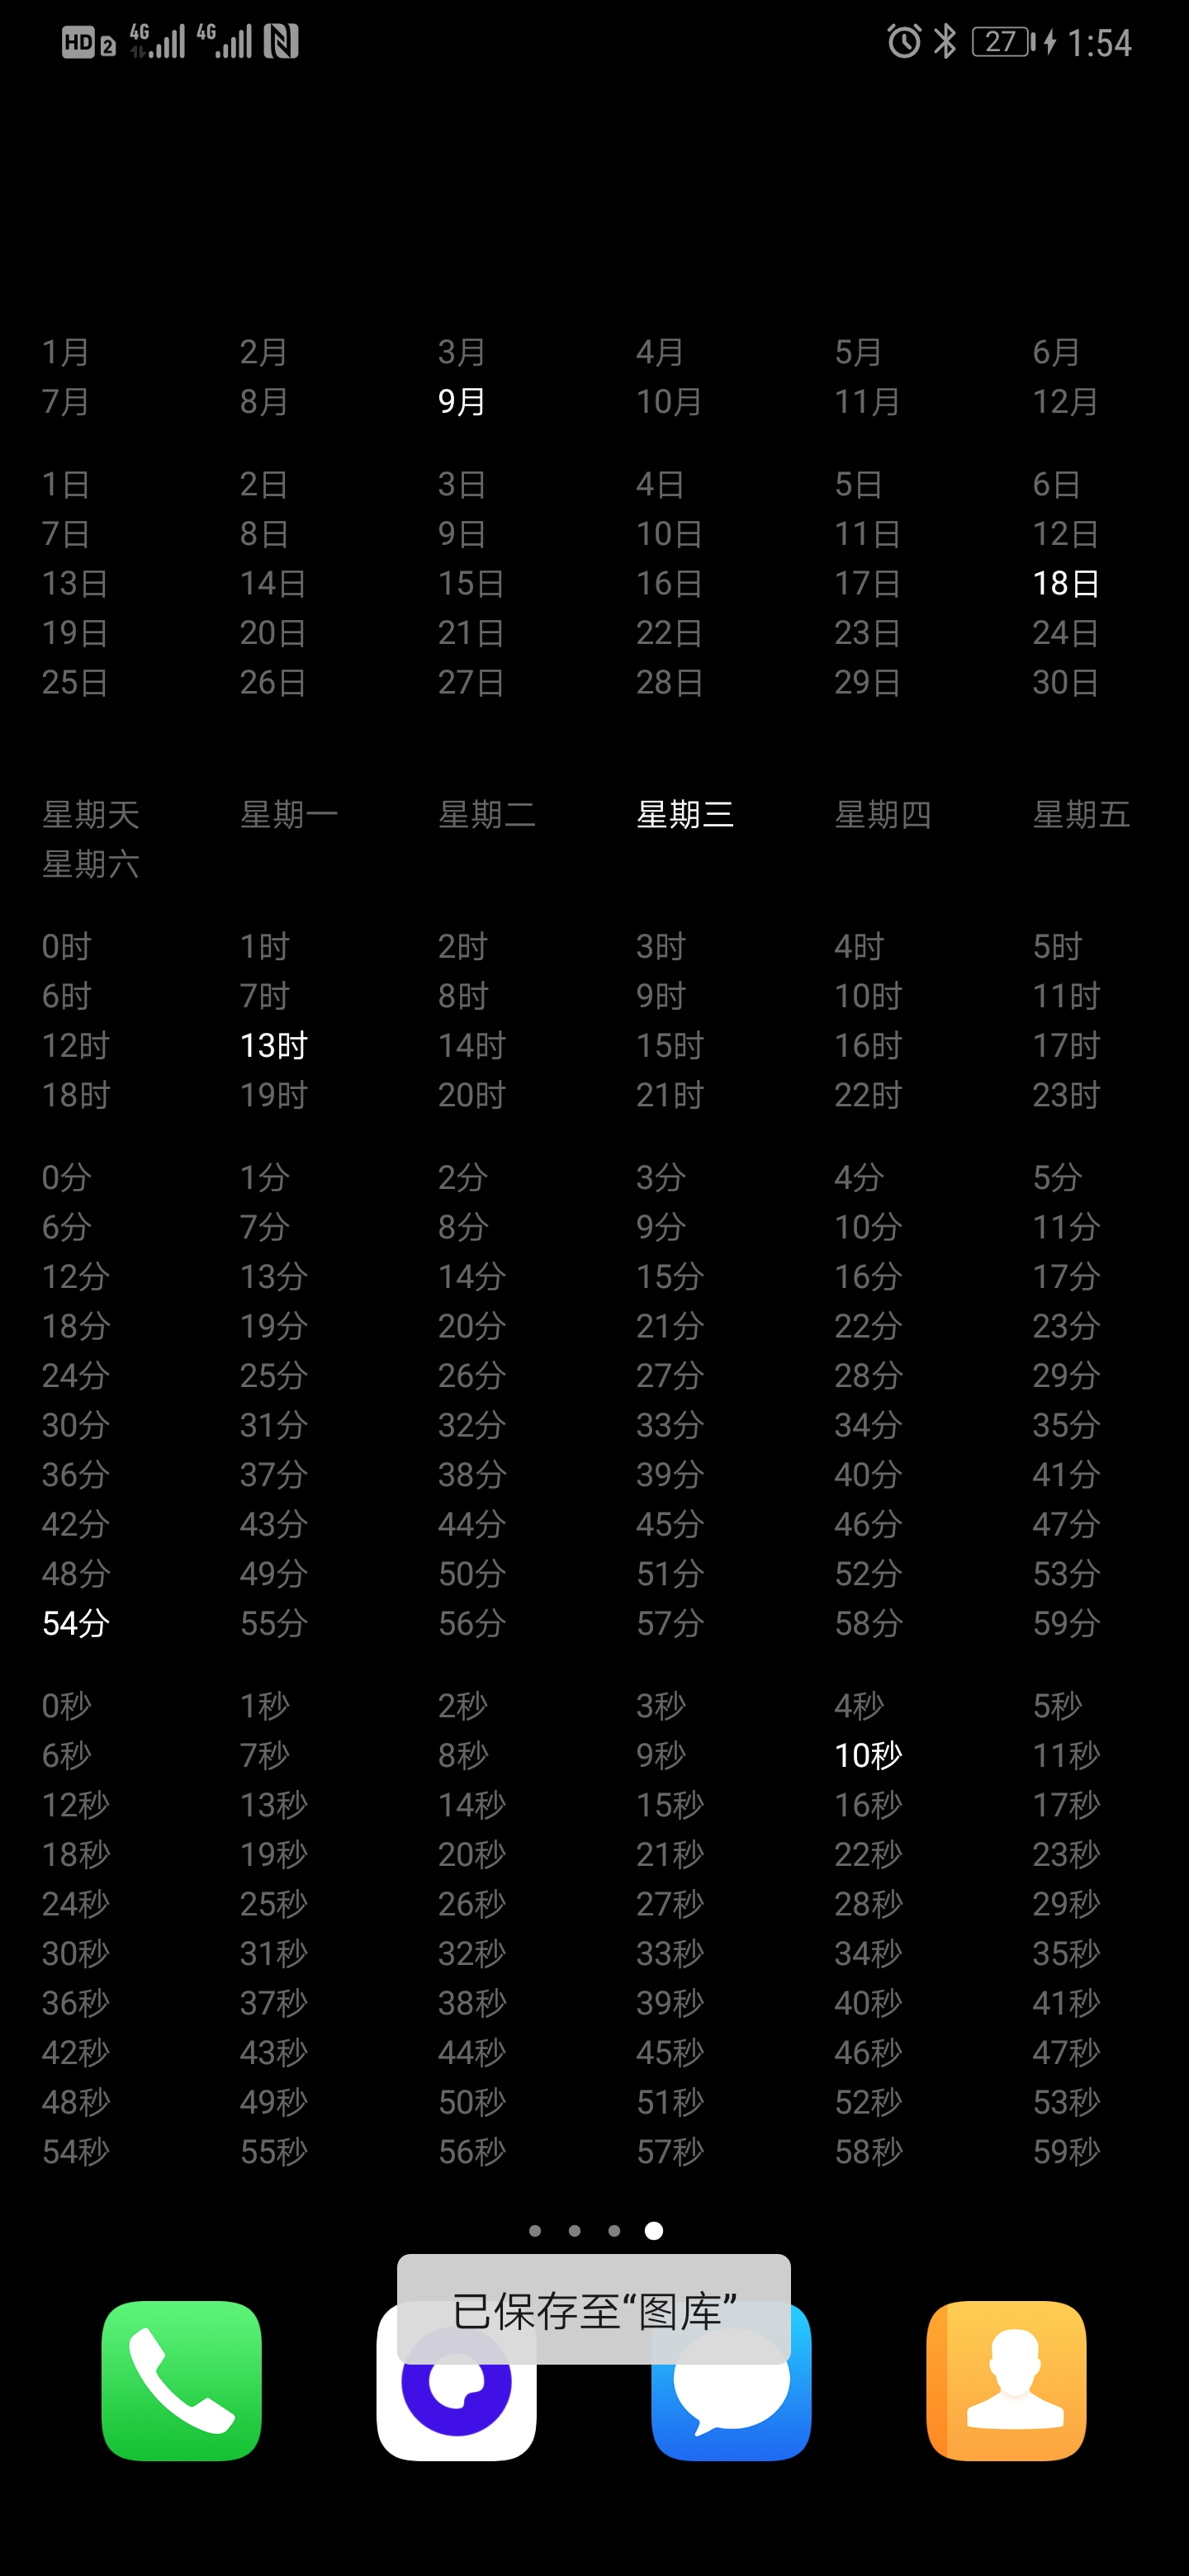 HD 2 4G 4G 27 1:54
1月 2月 3月 4月 5月 6月
7月 8月 9月 10月 11月 12月
1日 2日 3日 4日 5日 6日
7日 8日 9日 10日 11日 12日
13日 14日 15日 16日 17日 18日
19日 20日 21日 22日 23日 24日
25日 26日 27日 28日 29日 30日
星期天 星期一 星期二 星期三 星期四 星期五
星期六
0时 1时 2时 3时 4时 5时
6时 7时 8时 9时 10时 11时
12时 13时 14时 15时 16时 17时
18时 19时 20时 21时 22时 23时
0分 1分 2分 3分 4分 5分
6分 7分 8分 9分 10分 11分
12分 13分 14分 15分 16分 17分
18分 19分 20分 21分 22分 23分
24分 25分 26分 27分 28分 29分
30分 31分 32分 33分 34分 35分
36分 37分 38分 39分 40分 41分
42分 43分 44分 45分 46分 47分
48分 49分 50分 51分 52分 53分
54分 55分 56分 57分 58分 59分
0秒 1秒 2秒 3秒 4秒 5秒
6秒 7秒 8秒 9秒 10秒 11秒
12秒 13秒 14秒 15秒 16秒 17秒
18秒 19秒 20秒 21秒 22秒 23秒
24秒 25秒 26秒 27秒 28秒 29秒
30秒 31秒 32秒 33秒 34秒 35秒
36秒 37秒 38秒 39秒 40秒 41秒
42秒 43秒 44秒 45秒 46秒 47秒
48秒 49秒 50秒 51秒 52秒 53秒
54秒 55秒 56秒 57秒 58秒 59秒
已保存至“图库”